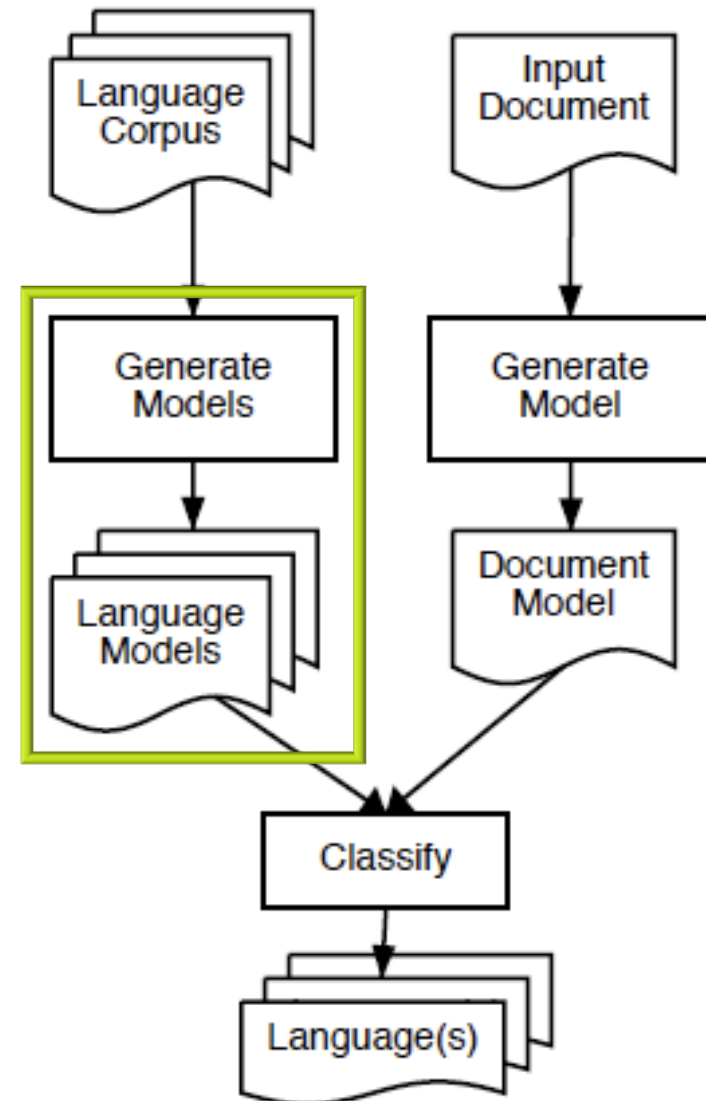 Language
Corpus
Input
Document
Generate
Models
Generate
Model
Language
Models
Document
Model
Classify
Language(s)